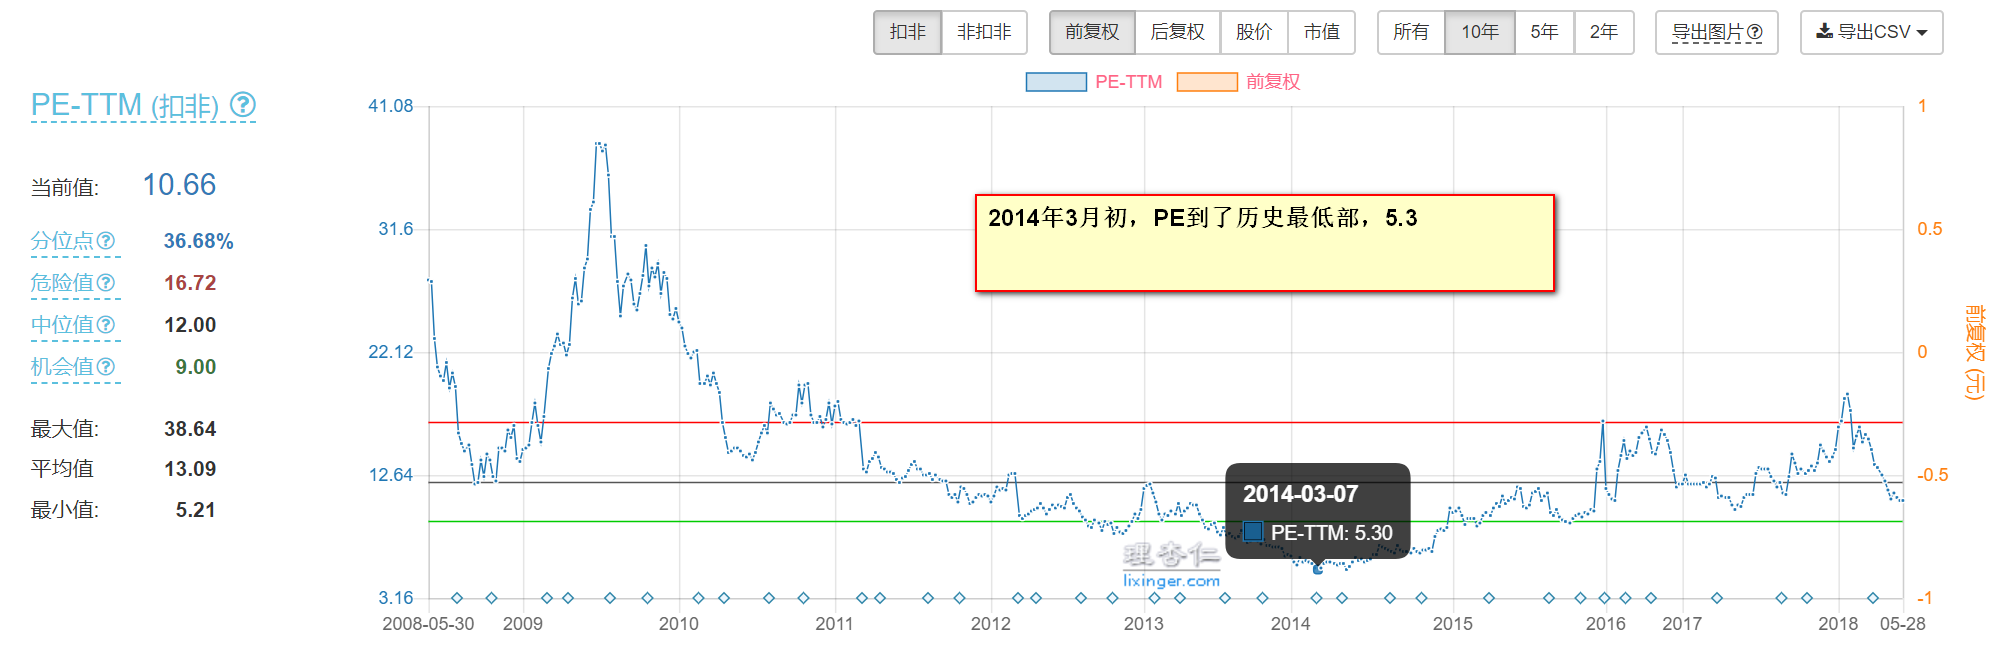 扣非 非扣非 前复权 后复权 股价 市值 所有 10年 5年 2年 导出图片 导出CSV
PE-TTM 前复权
PE-TTM (扣非)
当前值: 10.66
分位点 36.68%
危险值 16.72
中位值 12.00
机会值 9.00
最大值: 38.64
平均值 13.09
最小值: 5.21
41.08
31.6
22.12
12.64
3.16
2014年3月初，PE到了历史最低部，5.3
2014-03-07
PE-TTM: 5.30
理杏仁
lixinger.com
1
0.5
0
-0.5
-1
前复权 (元)
2008-05-30 2009 2010 2011 2012 2013 2014 2015 2016 2017 2018 05-28